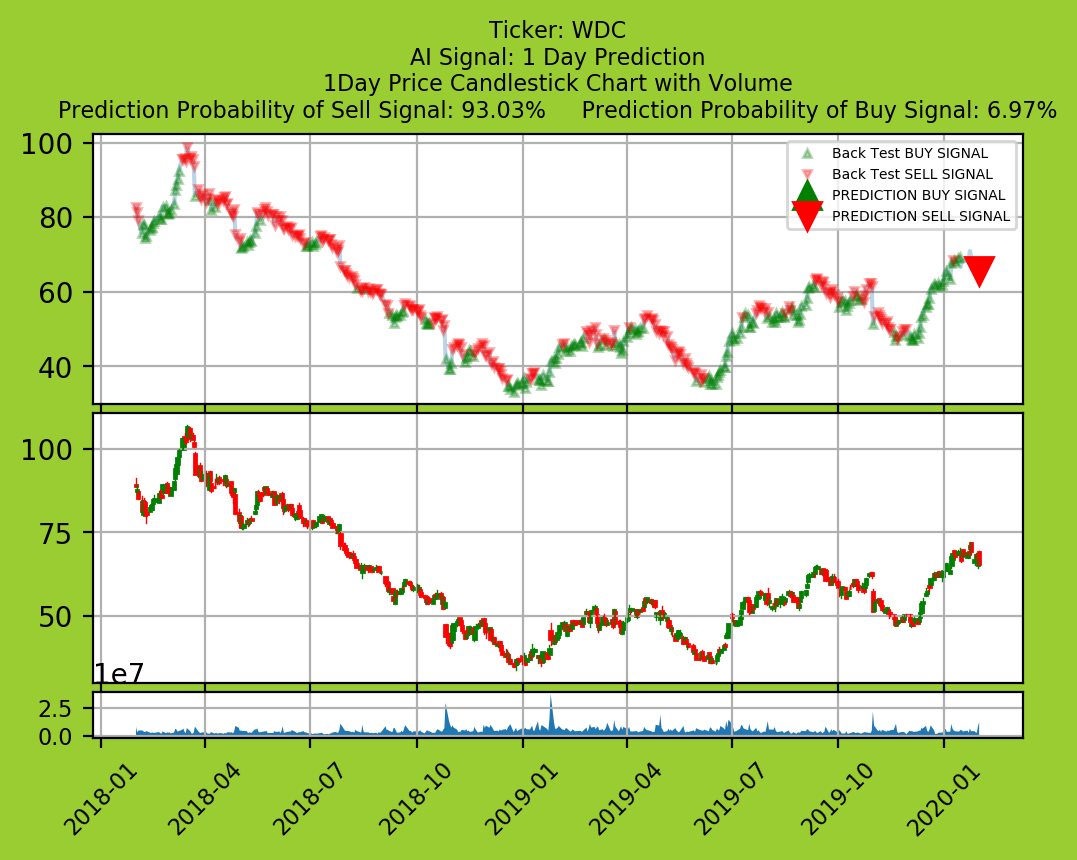 Ticker: WDC
AI Signal: 1 Day Prediction
1Day Price Candlestick Chart with Volume
Prediction Probability of Sell Signal: 93.03% Prediction Probability of Buy Signal: 6.97%
100
80
60
40
Back Test BUY SIGNAL
Back Test SELL SIGNAL
PREDICTION BUY SIGNAL
PREDICTION SELL SIGNAL
100
75
50
1e7
2.5
0.0
2018-01
2018-04
2018-07
2018-10
2019-01
2019-04
2019-07
2019-10
2020-01